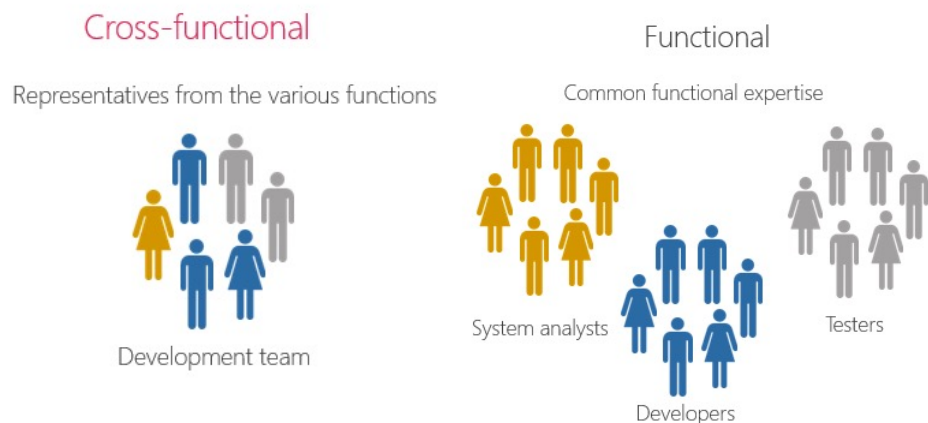 Cross-functional
Representatives from the various functions
Development team
Functional
Common functional expertise
System analysts
Developers
Testers